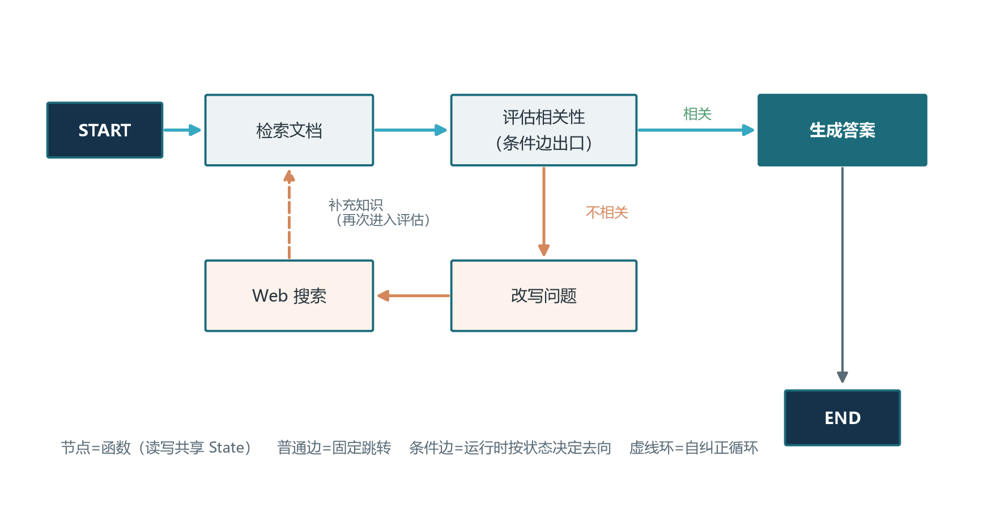 START
检索文档
评估相关性
（条件边出口）
相关
生成答案
补充知识
（再次进入评估）
不相关
Web 搜索
改写问题
END
节点=函数（读写共享 State） 普通边=固定跳转 条件边=运行时按状态决定去向 虚线环=自纠正循环